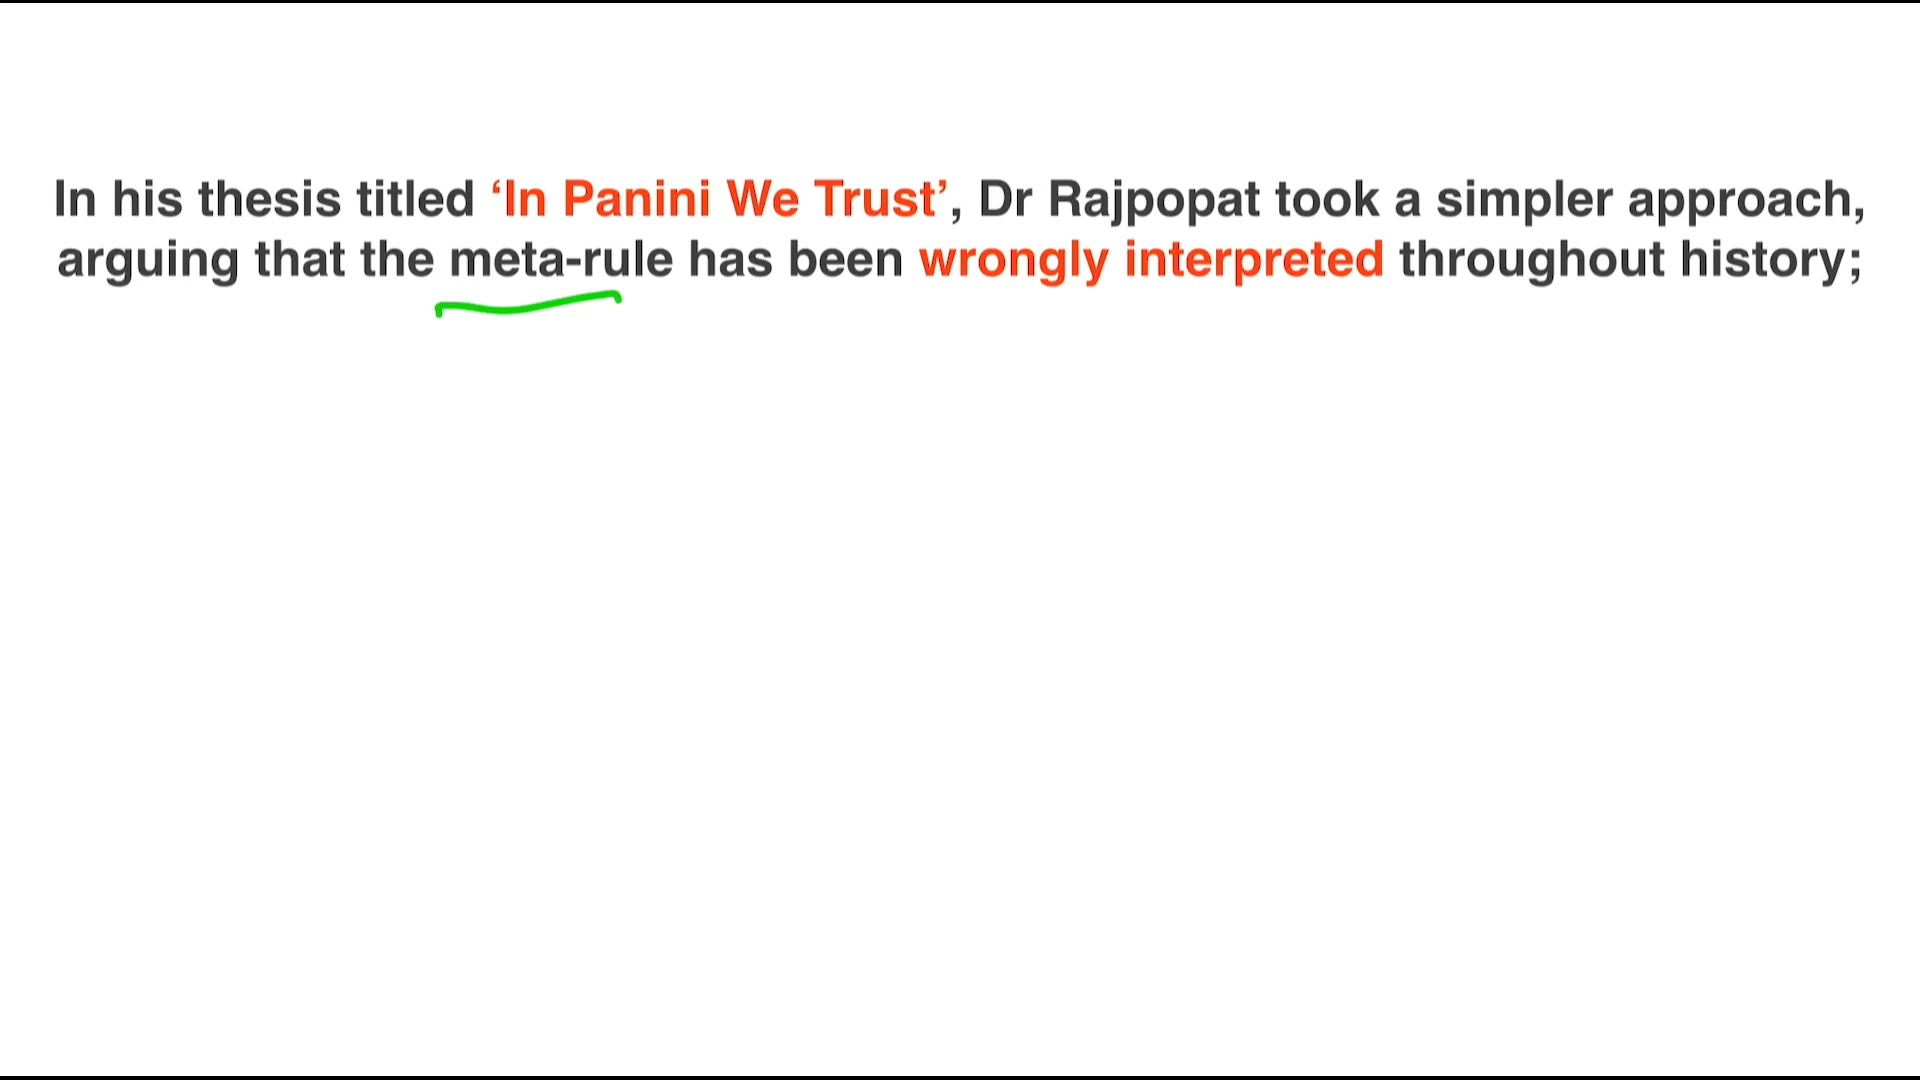 In his thesis titled ‘In Panini We Trust’, Dr Rajpopat took a simpler approach,
arguing that the meta-rule has been wrongly interpreted throughout history;